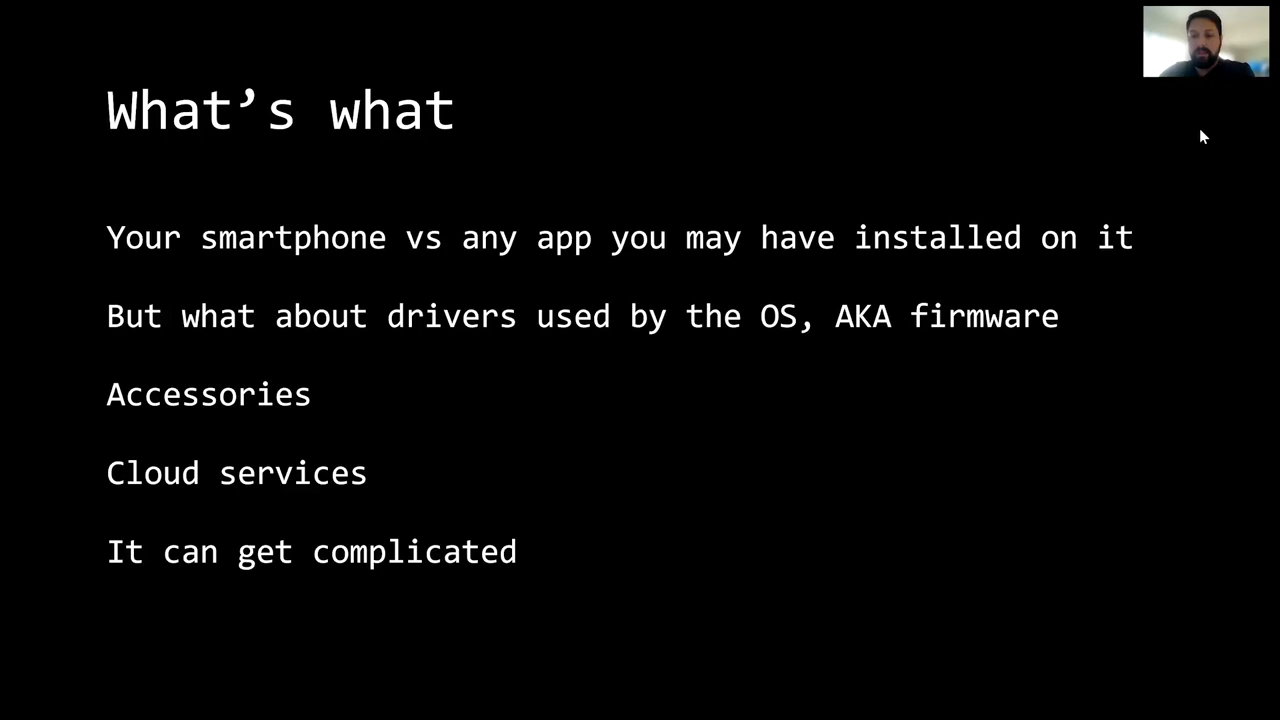 What’s what
Your smartphone vs any app you may have installed on it
But what about drivers used by the OS, AKA firmware
Accessories
Cloud services
It can get complicated